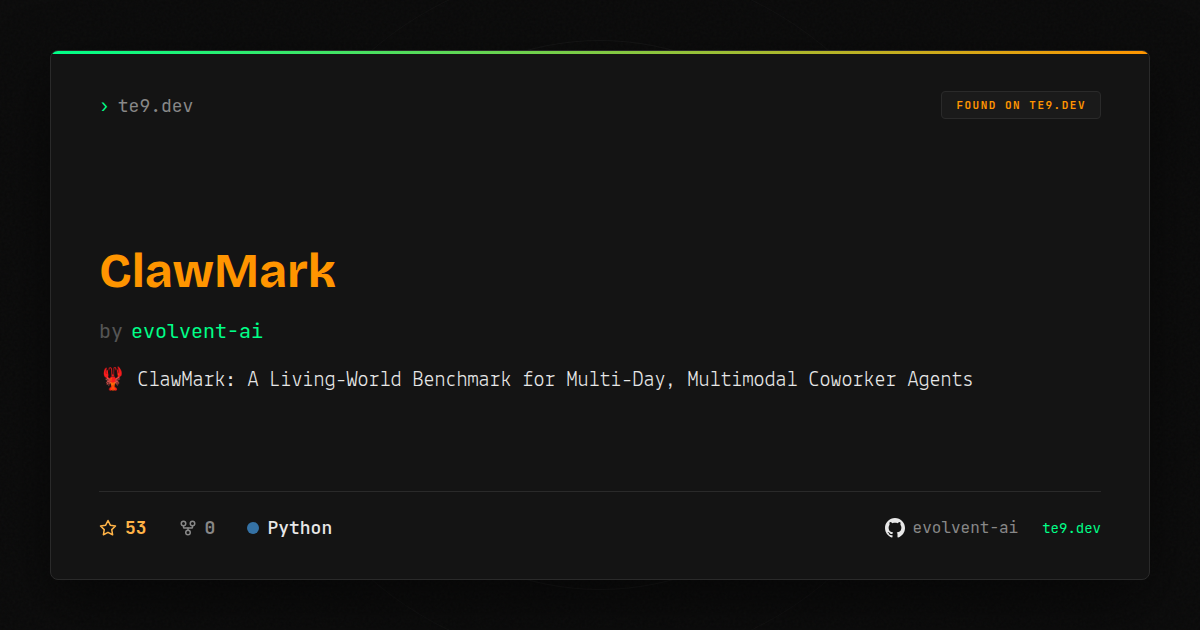 › te9.dev
FOUND ON TE9.DEV
ClawMark
by evolvent-ai
🦞 ClawMark: A Living-World Benchmark for Multi-Day, Multimodal Coworker Agents
53 0 Python
evolvent-ai te9.dev